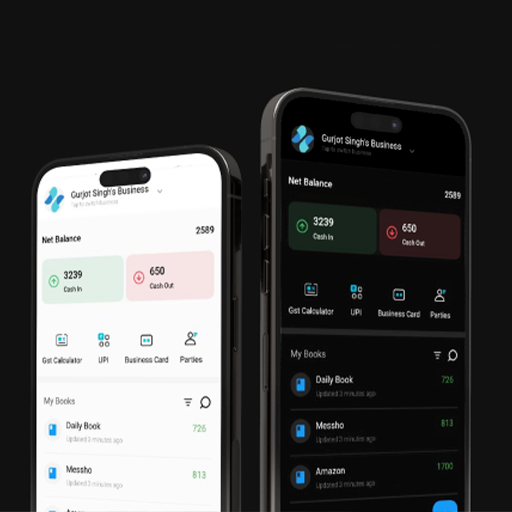 Gurjot Singh's Business
Tap to switch business
Net Balance
2589
3239
Cash In
650
Cash Out
Gst Calculator
UPI
Business Card
Parties
My Books
Daily Book
Updated 3 minutes ago
726
Messho
Updated 3 minutes ago
813
Gurjot Singh's Business
Tap to switch business
Net Balance
2589
3239
Cash In
650
Cash Out
Gst Calculator
UPI
Business Card
Parties
My Books
Daily Book
Updated 3 minutes ago
726
Messho
Updated 3 minutes ago
813
Amazon
Updated 3 minutes ago
1700